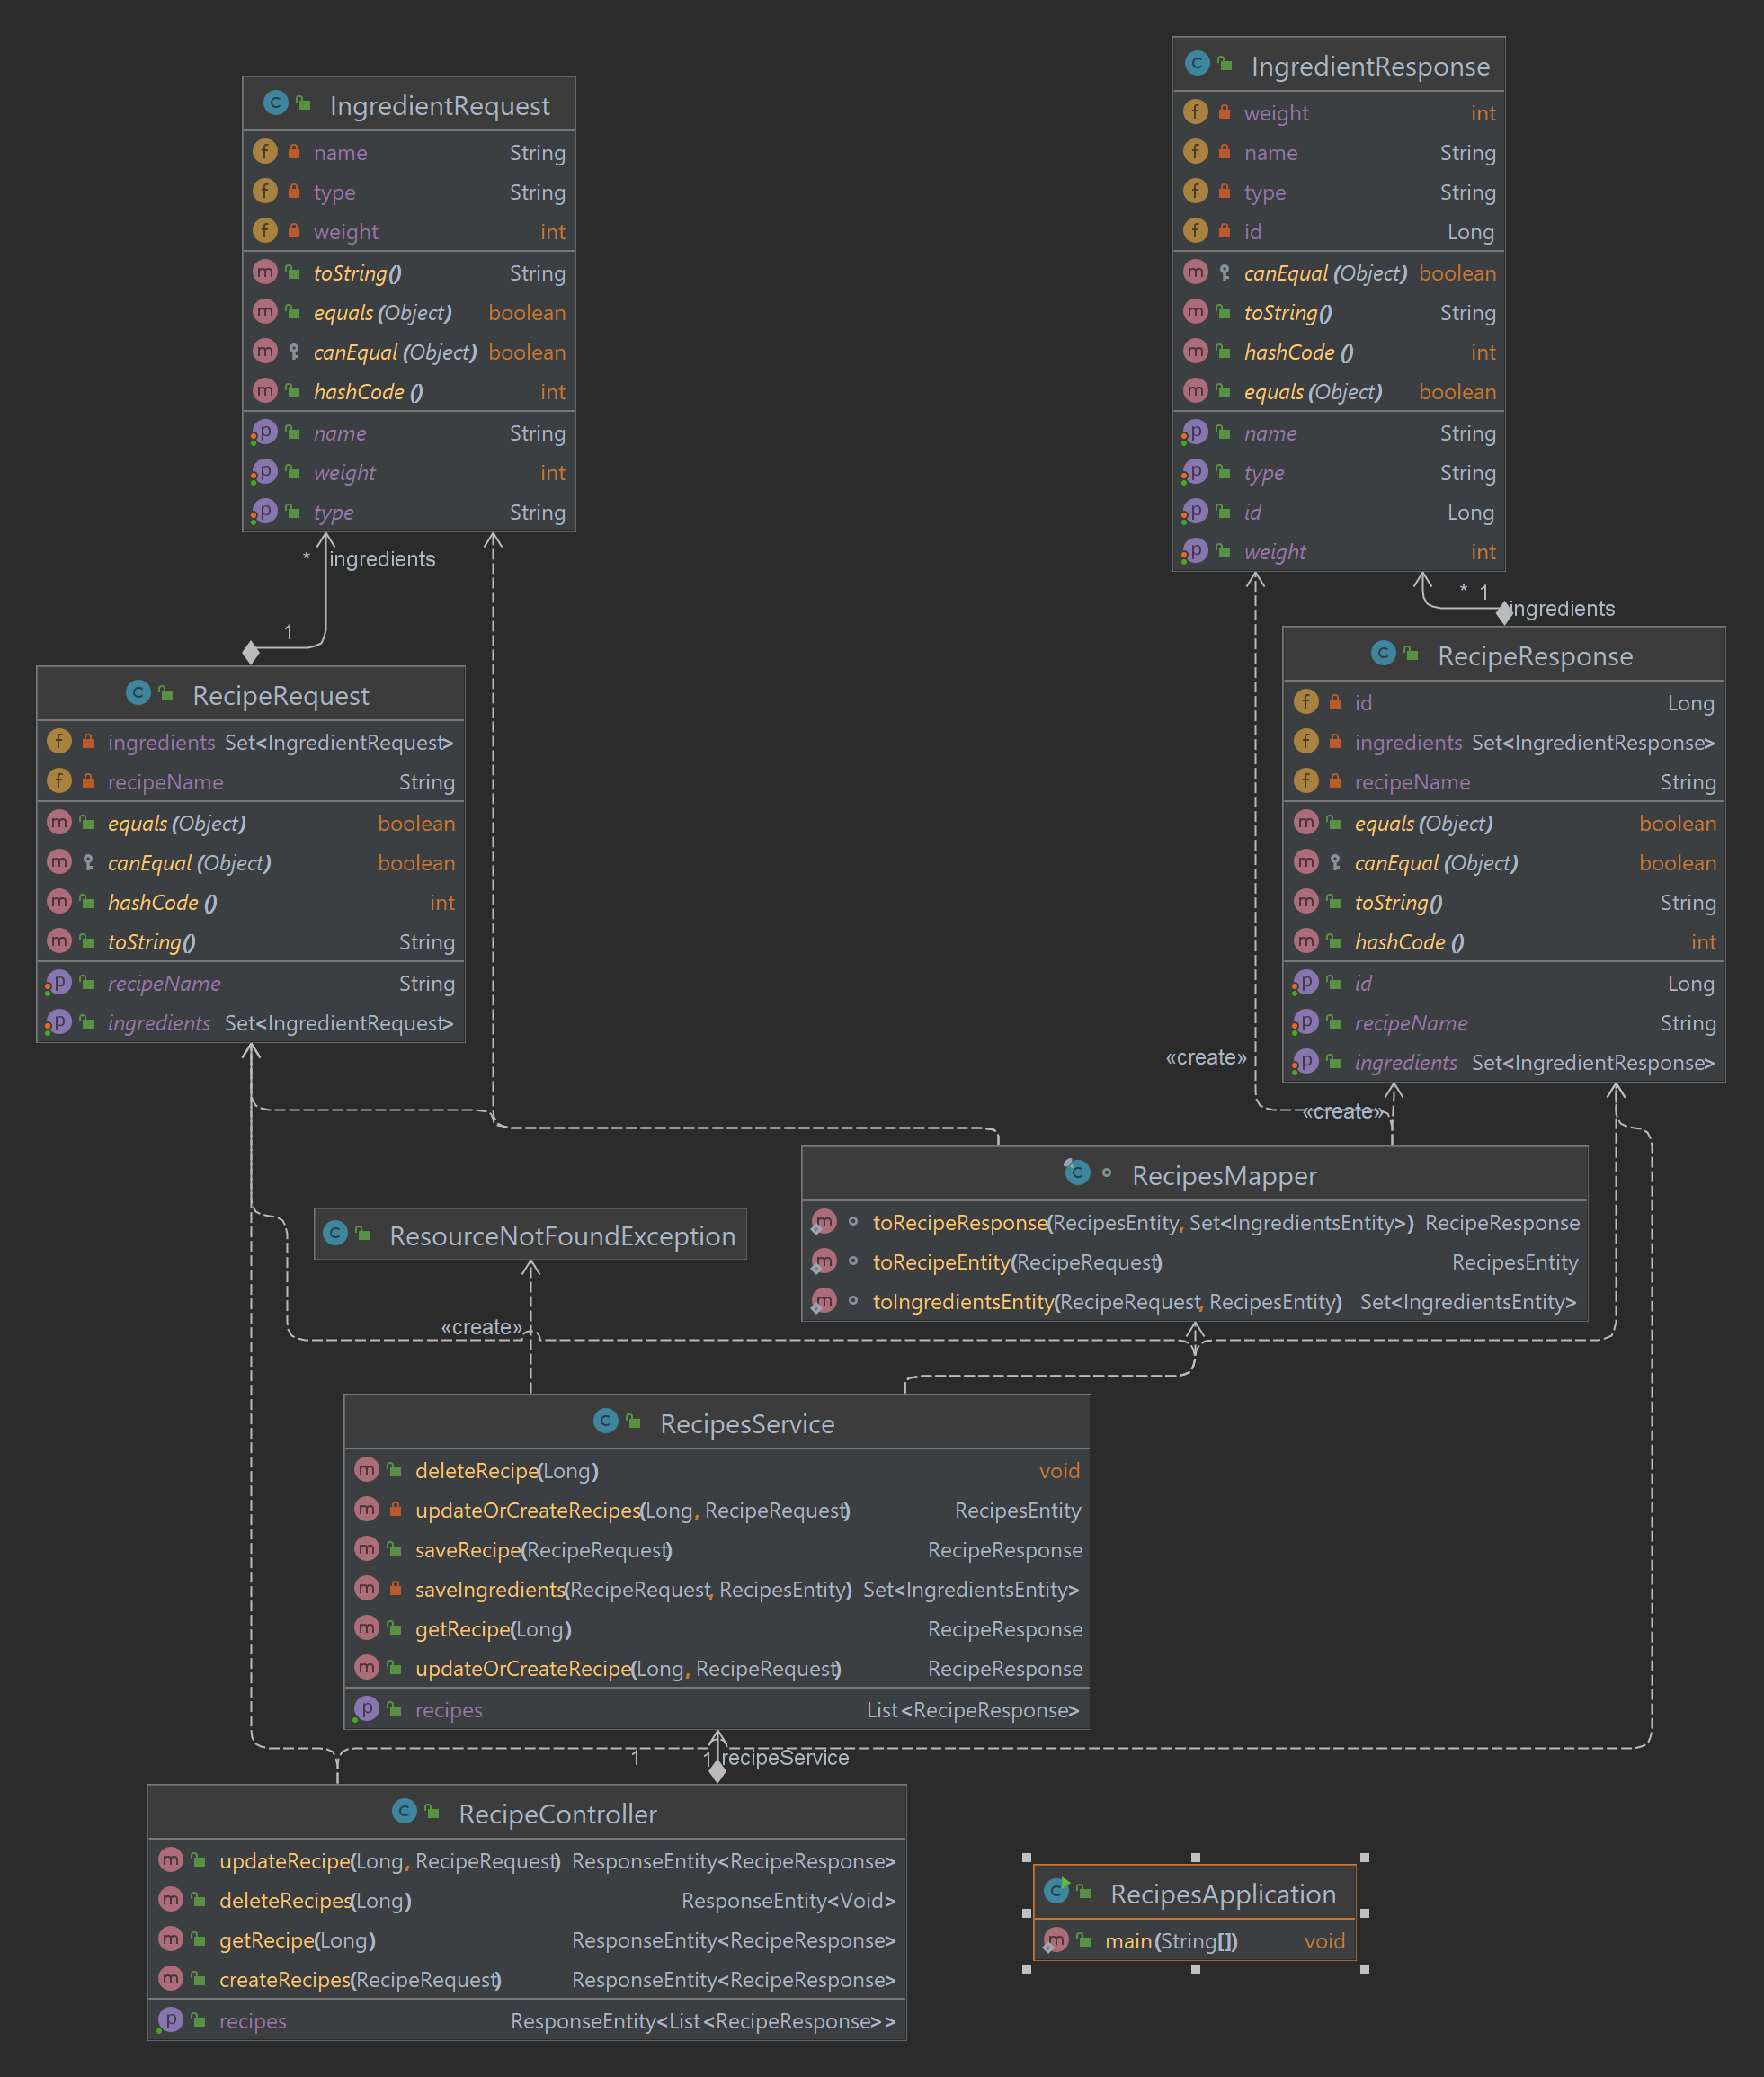 IngredientRequest
name String
type String
weight int
toString() String
equals(Object) boolean
canEqual(Object) boolean
hashCode() int
name String
weight int
type String
* ingredients
1
IngredientResponse
weight int
name String
type String
id Long
canEqual(Object) boolean
toString() String
hashCode() int
equals(Object) boolean
name String
type String
id Long
weight int
* 1
ingredients
RecipeRequest
ingredients Set<IngredientRequest>
recipeName String
equals(Object) boolean
canEqual(Object) boolean
hashCode() int
toString() String
recipeName String
ingredients Set<IngredientRequest>
RecipeResponse
id Long
ingredients Set<IngredientResponse>
recipeName String
equals(Object) boolean
canEqual(Object) boolean
toString() String
hashCode() int
id Long
recipeName String
ingredients Set<IngredientResponse>
«create»
«create»
RecipesMapper
toRecipeResponse(RecipesEntity, Set<IngredientsEntity>) RecipeResponse
toRecipeEntity(RecipeRequest) RecipesEntity
toIngredientsEntity(RecipeRequest, RecipesEntity) Set<IngredientsEntity>
ResourceNotFoundException
«create»
RecipesService
deleteRecipe(Long) void
updateOrCreateRecipes(Long, RecipeRequest) RecipesEntity
saveRecipe(RecipeRequest) RecipeResponse
saveIngredients(RecipeRequest, RecipesEntity) Set<IngredientsEntity>
getRecipe(Long) RecipeResponse
updateOrCreateRecipe(Long, RecipeRequest) RecipeResponse
recipes List<RecipeResponse>
1 1 recipeService
RecipeController
updateRecipe(Long, RecipeRequest) ResponseEntity<RecipeResponse>
deleteRecipes(Long) ResponseEntity<Void>
getRecipe(Long) ResponseEntity<RecipeResponse>
createRecipes(RecipeRequest) ResponseEntity<RecipeResponse>
recipes ResponseEntity<List<RecipeResponse>>
RecipesApplication
main(String[]) void